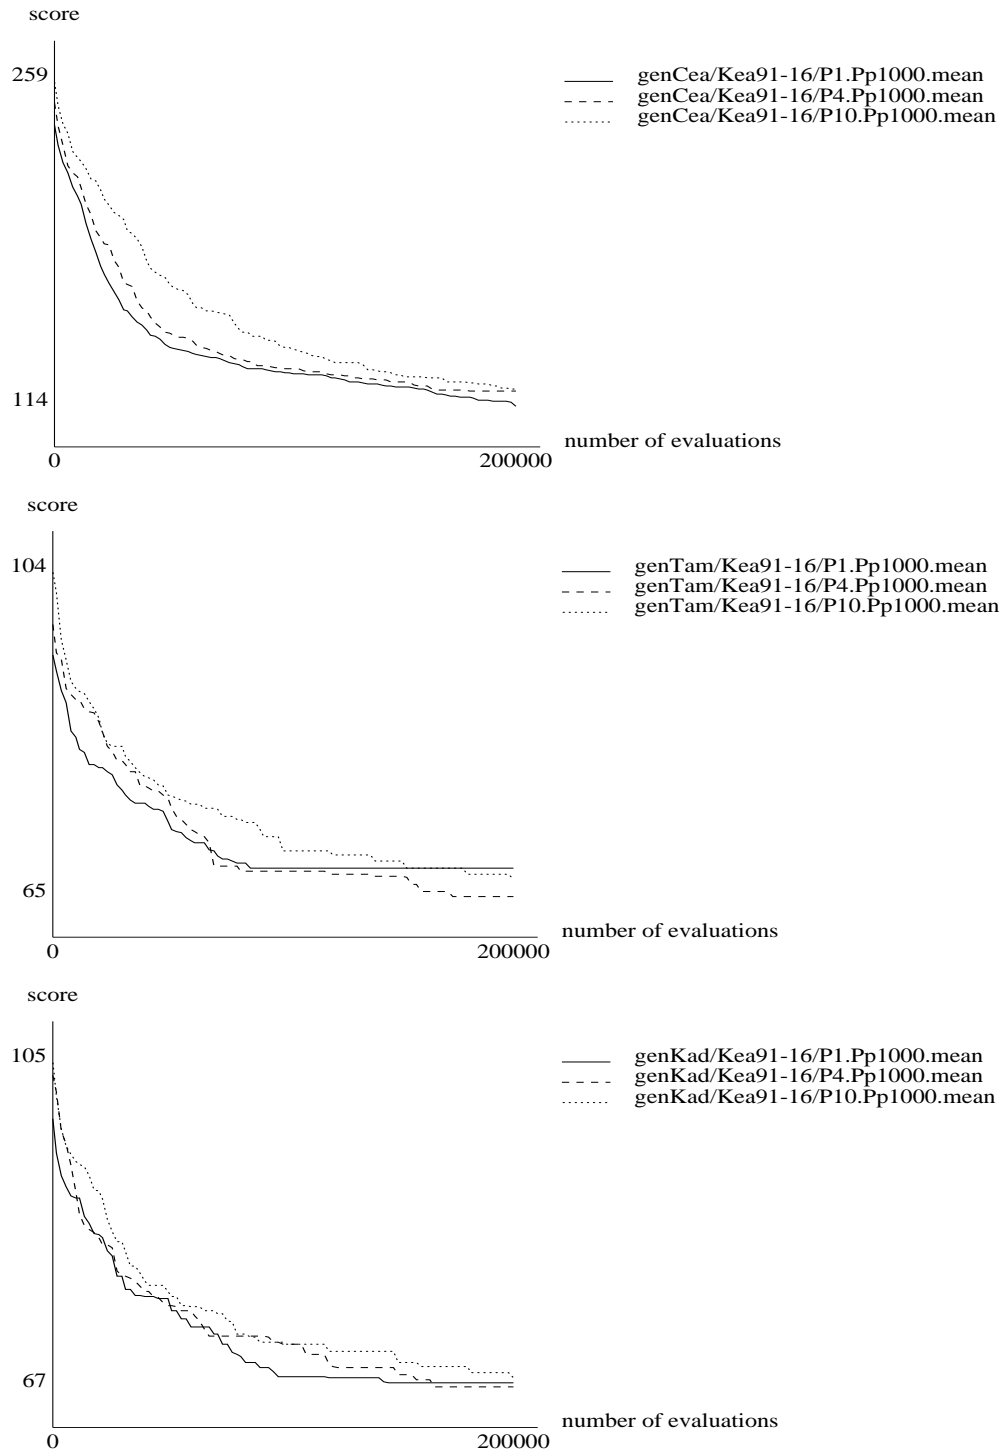 score
259
genCea/Kea91-16/P1.Pp1000.mean
genCea/Kea91-16/P4.Pp1000.mean
genCea/Kea91-16/P10.Pp1000.mean
114
number of evaluations
0
200000
score
104
genTam/Kea91-16/P1.Pp1000.mean
genTam/Kea91-16/P4.Pp1000.mean
genTam/Kea91-16/P10.Pp1000.mean
65
number of evaluations
0
200000
score
105
genKad/Kea91-16/P1.Pp1000.mean
genKad/Kea91-16/P4.Pp1000.mean
genKad/Kea91-16/P10.Pp1000.mean
67
number of evaluations
0
200000